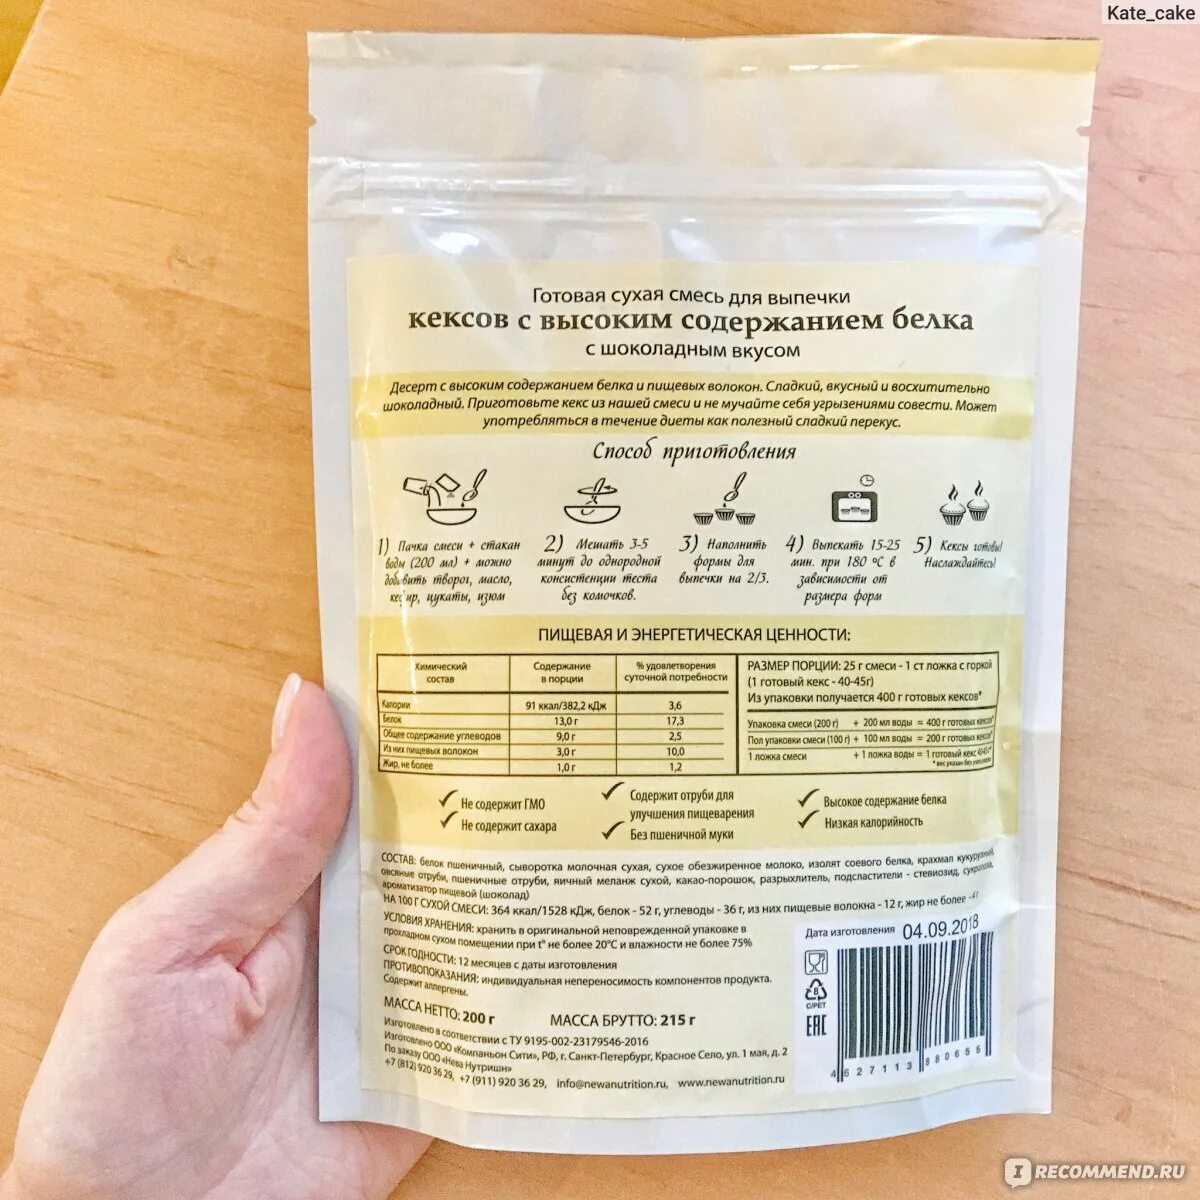 Kate_cake
Готовая сухая смесь для выпечки
кексов с высоким содержанием белка
с шоколадным вкусом
Десерт с высоким содержанием белка и пищевых волокон. Сладкий, вкусный и восхитительно
шоколадный. Приготовьте кекс из нашей смеси и не мучайте себя угрызениями совести. Может
употребляться в течение диеты как полезный сладкий перекус.
Способ приготовления
1) Пачка смеси + стакан
воды (200 мл) + можно
добавить творог, масло,
кефир, цукаты, изюм
2) Мешать 3-5
минут до однородной
консистенции теста
без комочков.
3) Наполнить
формы для
выпечки на 2/3.
4) Выпекать 15-25
мин. при 180 ºС в
зависимости от
размера форм
5) Кексы готовы!
Наслаждайтесь!
ПИЩЕВАЯ И ЭНЕРГЕТИЧЕСКАЯ ЦЕННОСТИ:
Химический состав Содержание в порции % удовлетворения суточной потребности
Калории 91 ккал/382,2 кДж 3,6
Белок 13,0 г 17,3
Общее содержание углеводов 9,0 г 2,5
Из них пищевых волокон 3,0 г 10,0
Жир, не более 1,0 г 1,2
РАЗМЕР ПОРЦИИ: 25 г смеси - 1 ст ложка с горкой
(1 готовый кекс - 40-45г)
Из упаковки получается 400 г готовых кексов*
Упаковка смеси (200 г) + 200 мл воды = 400 г готовых кексов*
Пол упаковки смеси (100 г) + 100 мл воды = 200 г готовых кексов*
1 ложка смеси + 1 ложка воды = 1 готовый кекс 40-45 г*
* вес указан без учета
Не содержит ГМО
Не содержит сахара
Содержит отруби для
улучшения пищеварения
Без пшеничной муки
Высокое содержание белка
Низкая калорийность
СОСТАВ: белок пшеничный, сыворотка молочная сухая, сухое обезжиренное молоко, изолят соевого белка, крахмал кукурузный,
овсяные отруби, пшеничные отруби, яичный меланж сухой, какао-порошок, разрыхлитель, подсластители - стевиозид, сукралоза,
ароматизатор пищевой (шоколад)
НА 100 Г СУХОЙ СМЕСИ: 364 ккал/1528 кДж, белок - 52 г, углеводы - 36 г, из них пищевые волокна - 12 г, жир не более - 4 г
УСЛОВИЯ ХРАНЕНИЯ: хранить в оригинальной неповрежденной упаковке в
прохладном сухом помещении при t° не более 20°С и влажности не более 75%
СРОК ГОДНОСТИ: 12 месяцев с даты изготовления
ПРОТИВОПОКАЗАНИЯ: индивидуальная непереносимость компонентов продукта.
Содержит аллергены.
МАССА НЕТТО: 200 г МАССА БРУТТО: 215 г
Изготовлено в соответствии с ТУ 9195-002-23179546-2016
Изготовлено ООО «Компаньон Сити», РФ, г. Санкт-Петербург, Красное Село, ул. 1 мая, д. 2
По заказу ООО «Нева Нутришн»
+7 (812) 920 36 29, +7 (911) 920 36 29, info@newanutrition.ru, www.newanutrition.ru
Дата изготовления 04.09.2018
8
C/PET
EAC
4 627113 880655
IRECOMMEND.RU